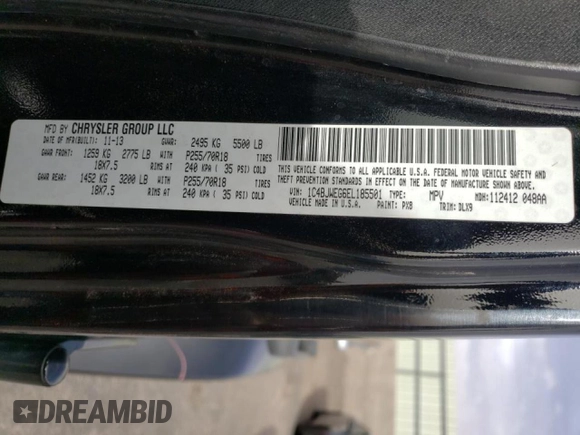 MFD BY CHRYSLER GROUP LLC
DATE OF MFR(BUILT): 11-13 GVWR: 2495 KG 5500 LB
GAWR FRONT: 1259 KG 2775 LB WITH P255/70R18 TIRES
18X7.5 RIMS AT 240 KPA ( 35 PSI) COLD
GAWR REAR: 1452 KG 3200 LB WITH P255/70R18 TIRES
18X7.5 RIMS AT 240 KPA ( 35 PSI) COLD
THIS VEHICLE CONFORMS TO ALL APPLICABLE U.S.A. FEDERAL MOTOR VEHICLE SAFETY AND
THEFT PREVENTION STANDARDS IN EFFECT ON THE DATE OF MANUFACTURE SHOWN ABOVE.
VIN: 1C4BJWEG6EL185501 TYPE: MPV MDH: 112412 048AA
VEHICLE MADE IN U.S.A. PAINT: PX8 TRIM: DLX9
DREAMBID